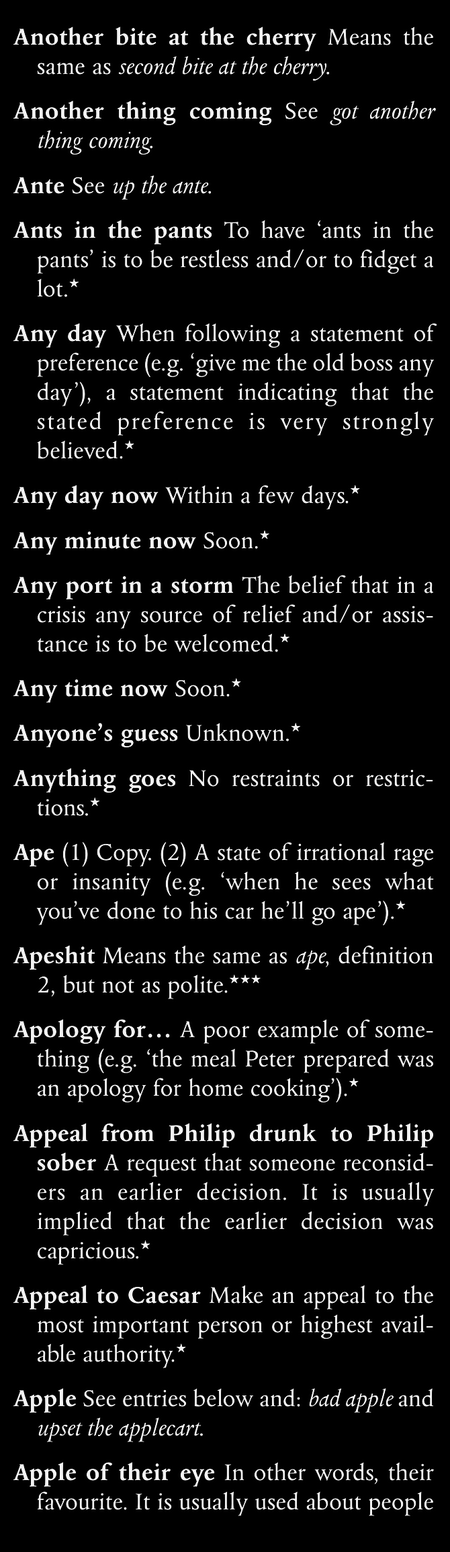 Another bite at the cherry Means the
same as second bite at the cherry.
Another thing coming See got another
thing coming.
Ante See up the ante.
Ants in the pants To have ‘ants in the
pants’ is to be restless and/or to fidget a
lot.★
Any day When following a statement of
preference (e.g. ‘give me the old boss any
day’), a statement indicating that the
stated preference is very strongly
believed.★
Any day now Within a few days.★
Any minute now Soon.★
Any port in a storm The belief that in a
crisis any source of relief and/or assis-
tance is to be welcomed.★
Any time now Soon.★
Anyone’s guess Unknown.★
Anything goes No restraints or restric-
tions.★
Ape (1) Copy. (2) A state of irrational rage
or insanity (e.g. ‘when he sees what
you’ve done to his car he’ll go ape’).★
Apeshit Means the same as ape, definition
2, but not as polite.★★★
Apology for… A poor example of some-
thing (e.g. ‘the meal Peter prepared was
an apology for home cooking’).★
Appeal from Philip drunk to Philip
sober A request that someone reconsid-
ers an earlier decision. It is usually
implied that the earlier decision was
capricious.★
Appeal to Caesar Make an appeal to the
most important person or highest avail-
able authority.★
Apple See entries below and: bad apple and
upset the applecart.
Apple of their eye In other words, their
favourite. It is usually used about people